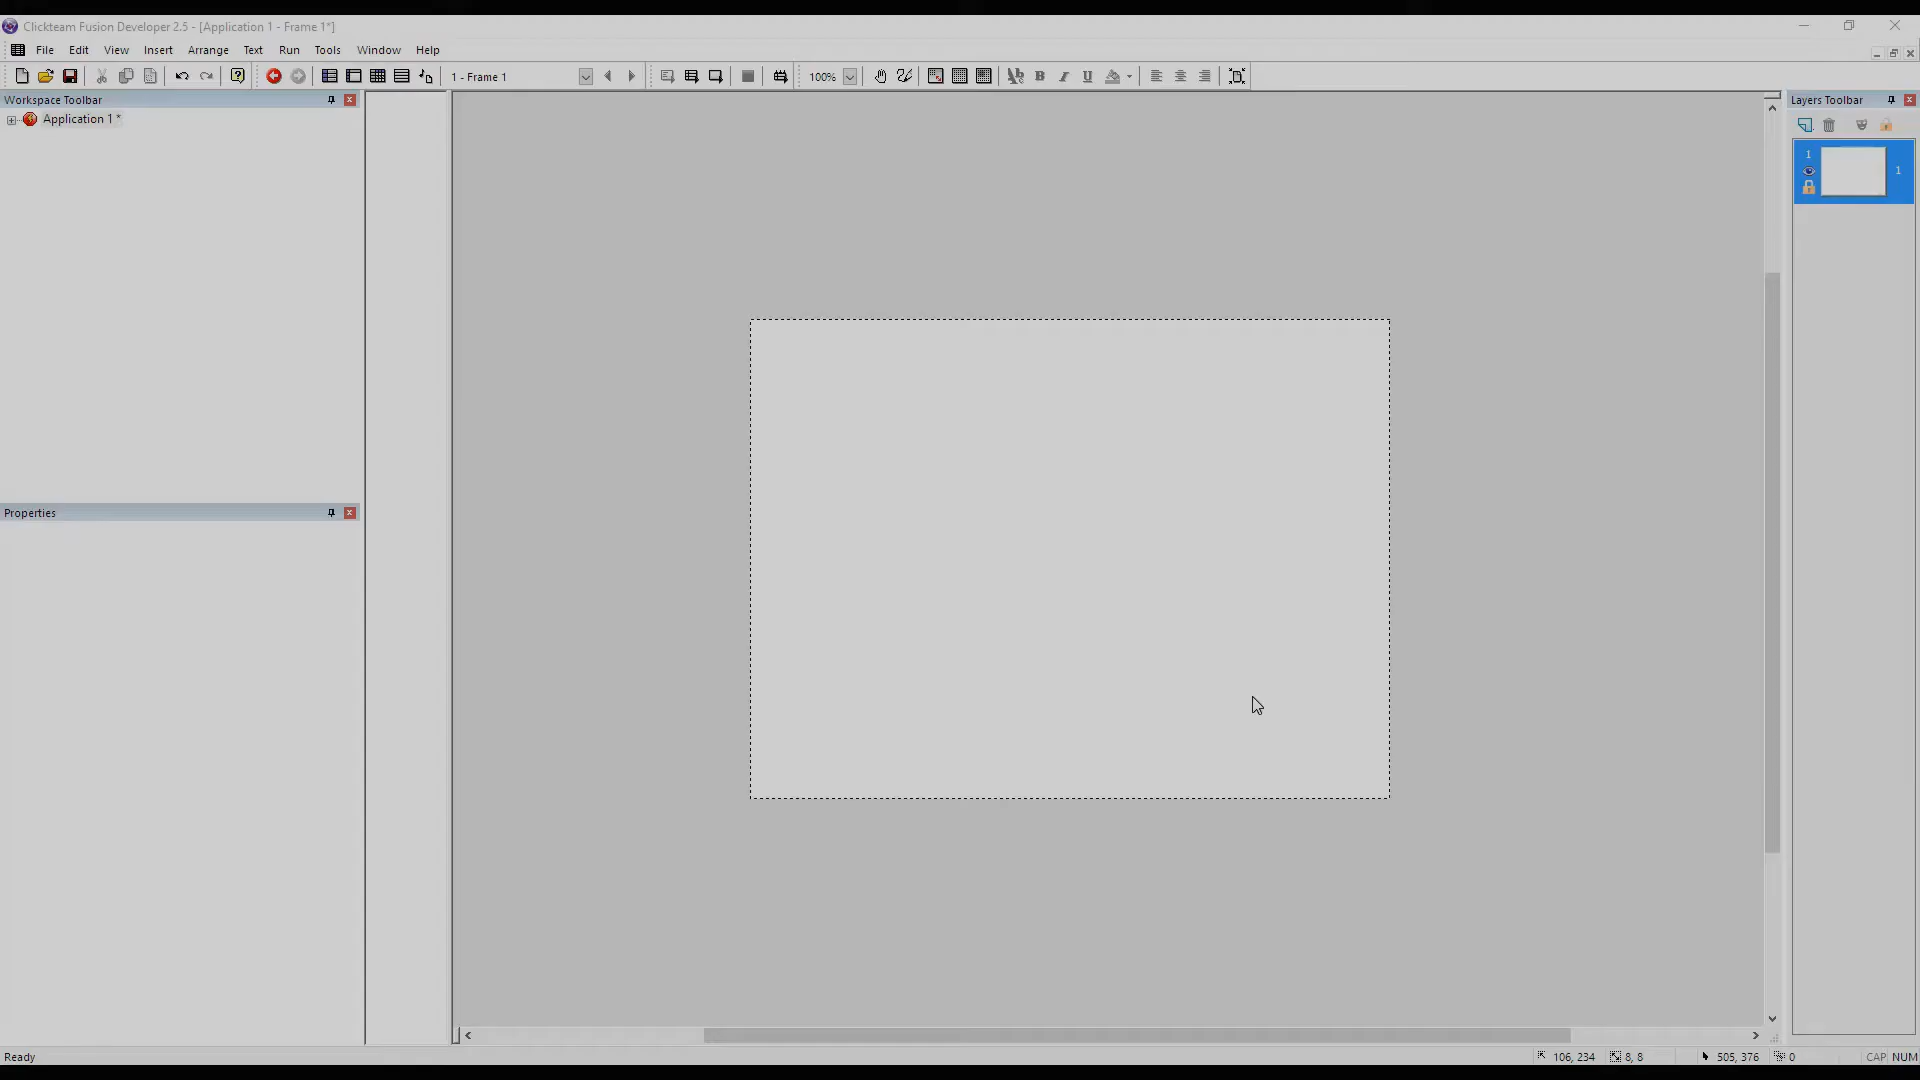 Clickteam Fusion Developer 2.5 - [Application 1 - Frame 1*]
File Edit View Insert Arrange Text Run Tools Window Help
1 - Frame 1 100% B I U
Workspace Toolbar
Layers Toolbar
Application 1 *
1
1
Properties
Ready 106, 234 8, 8 505, 376 0 CAP NUM